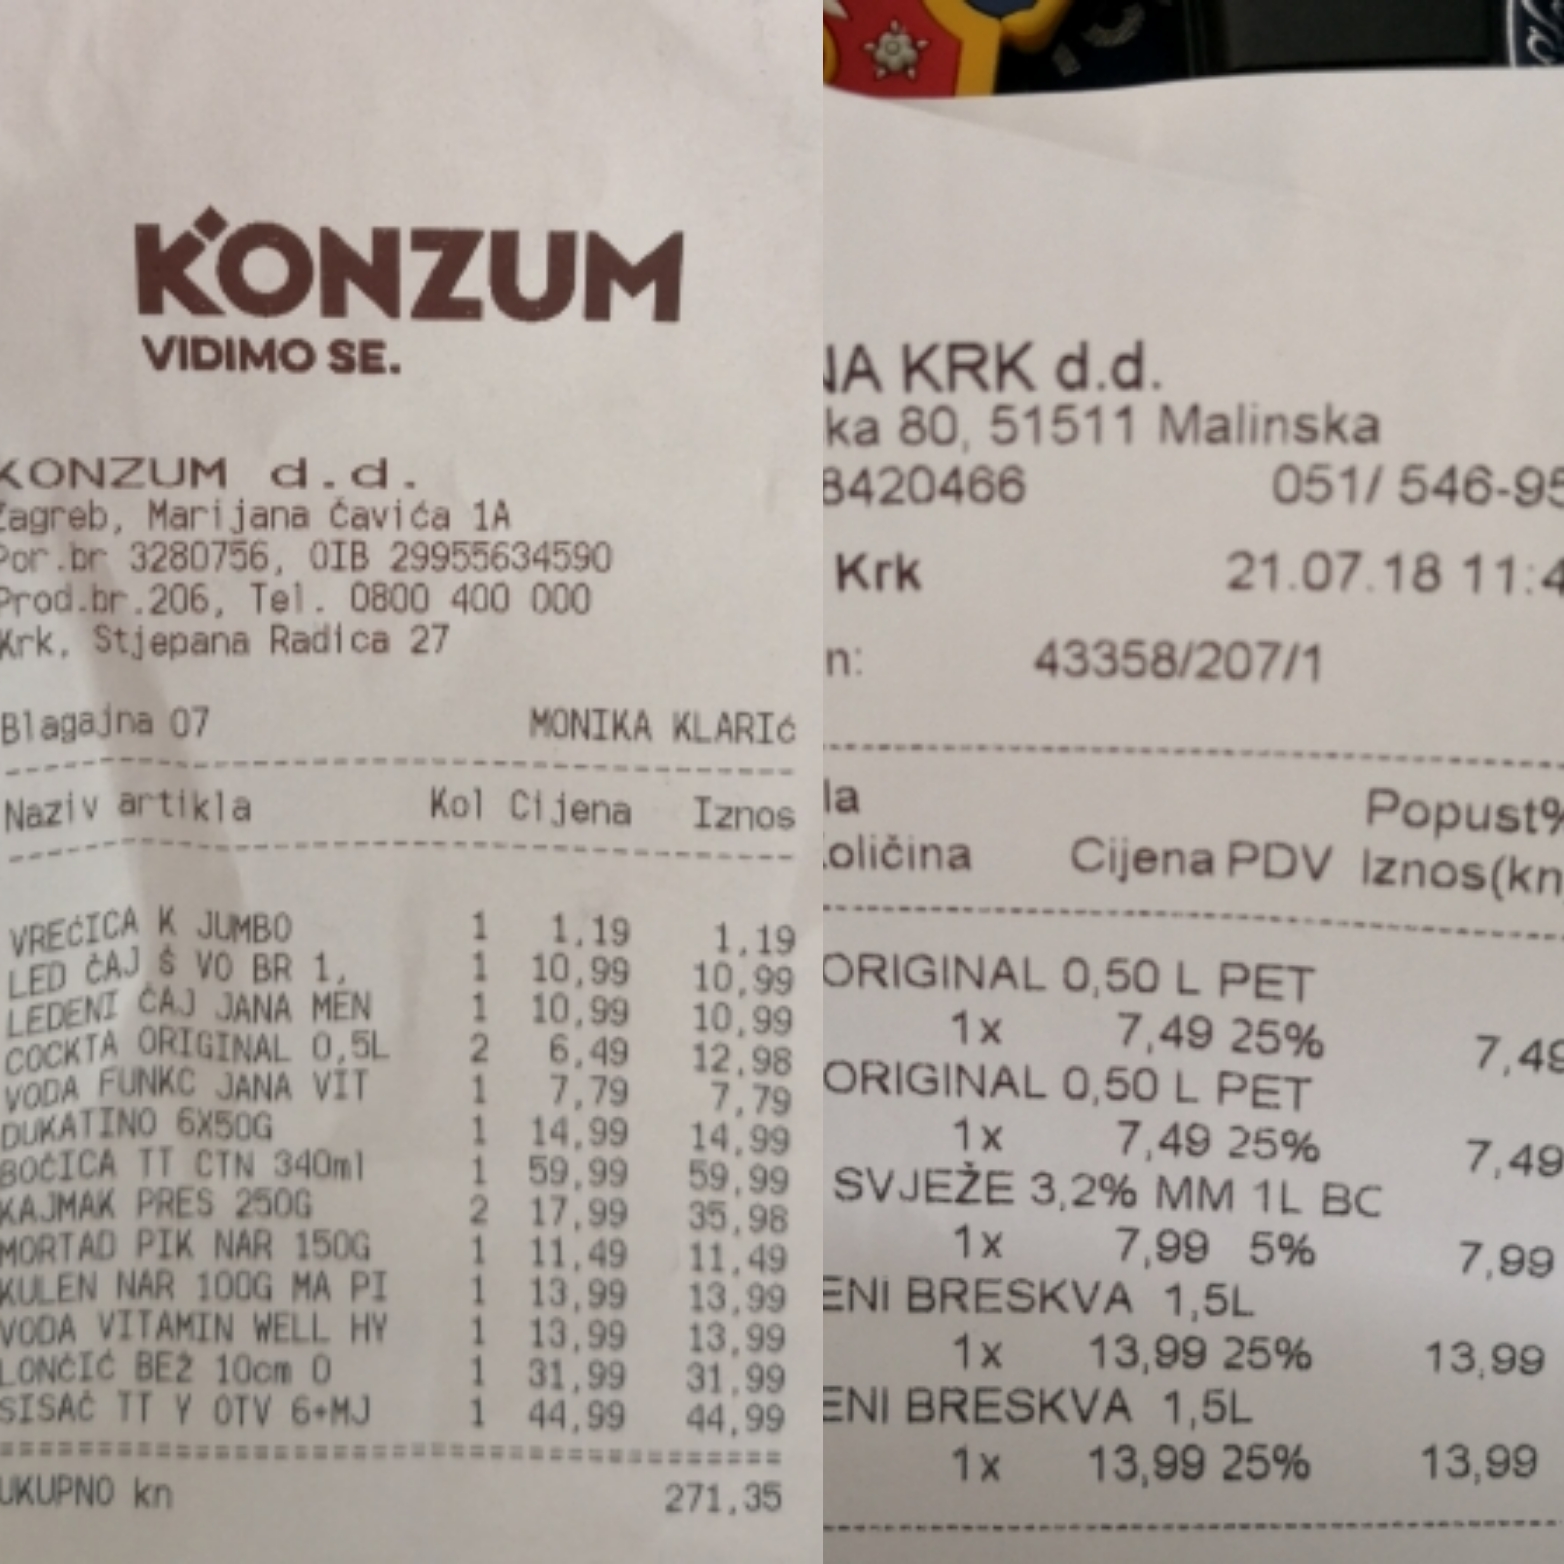 KONZUM
VIDIMO SE.
KONZUM d.d.
Zagreb, Marijana Čavića 1A
Por.br 3280756, OIB 29955634590
Prod.br.206, Tel. 0800 400 000
Krk, Stjepana Radica 27
Blagajna 07 MONIKA KLARIĆ
Naziv artikla Kol Cijena Iznos
VREĆICA K JUMBO 1 1,19 1,19
LED ČAJ Š VO BR 1, 1 10,99 10,99
LEDENI ČAJ JANA MEN 1 10,99 10,99
COCKTA ORIGINAL 0,5L 2 6,49 12,98
VODA FUNKC JANA VIT 1 7,79 7,79
DUKATINO 6X50G 1 14,99 14,99
BOČICA TT CTN 340ml 1 59,99 59,99
KAJMAK PRES 250G 2 17,99 35,98
MORTAD PIK NAR 150G 1 11,49 11,49
KULEN NAR 100G MA PI 1 13,99 13,99
VODA VITAMIN WELL HY 1 13,99 13,99
LONČIĆ BEŽ 10cm O 1 31,99 31,99
SISAČ TT Y OTV 6+MJ 1 44,99 44,99
UKUPNO kn 271,35
NA KRK d.d.
ka 80, 51511 Malinska
8420466 051/ 546-95
Krk 21.07.18 11:4
n: 43358/207/1
la Popust%
količina Cijena PDV Iznos(kn
ORIGINAL 0,50 L PET
1x 7,49 25% 7,49
ORIGINAL 0,50 L PET
1x 7,49 25% 7,49
SVJEŽE 3,2% MM 1L BC
1x 7,99 5% 7,99
ENI BRESKVA 1,5L
1x 13,99 25% 13,99
ENI BRESKVA 1,5L
1x 13,99 25% 13,99